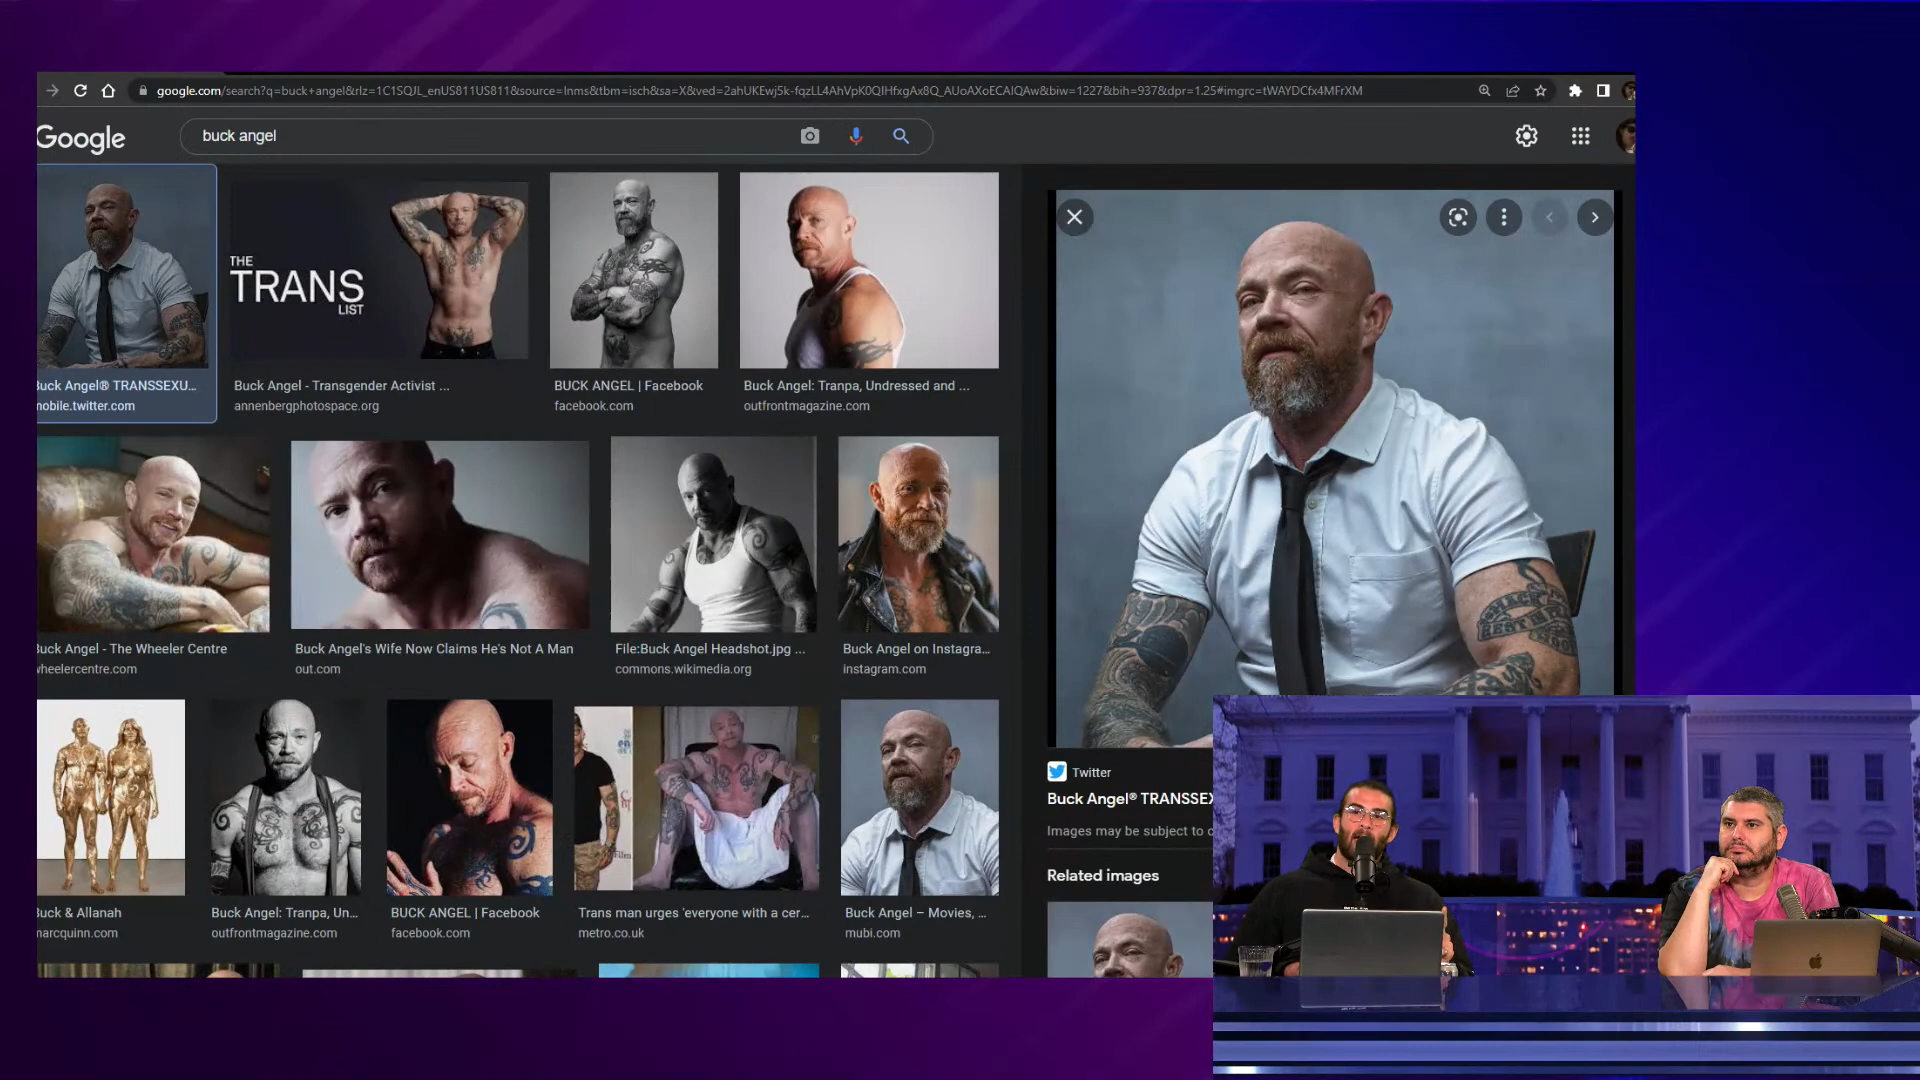 google.com/search?q=buck+angel&rlz=1C1SQJL_enUS811US811&source=lnms&tbm=isch&sa=X&ved=2ahUKEwj5k-fqzLL4AhVpK0QIHfxgAx8Q_AUoAXoECAIQAw&biw=1227&bih=937&dpr=1.25#imgrc=tWAYDCfx4MFrXM
Google
buck angel
THE
TRANS
LIST
Buck Angel® TRANSSEXU...
mobile.twitter.com
Buck Angel - Transgender Activist ...
annenbergphotospace.org
BUCK ANGEL | Facebook
facebook.com
Buck Angel: Tranpa, Undressed and ...
outfrontmagazine.com
Buck Angel - The Wheeler Centre
wheelercentre.com
Buck Angel's Wife Now Claims He's Not A Man
out.com
File:Buck Angel Headshot.jpg ...
commons.wikimedia.org
Buck Angel on Instagra...
instagram.com
Buck & Allanah
marcquinn.com
Buck Angel: Tranpa, Un...
outfrontmagazine.com
BUCK ANGEL | Facebook
facebook.com
Trans man urges 'everyone with a cer...
metro.co.uk
Buck Angel – Movies, ...
mubi.com
Twitter
Buck Angel® TRANSSEX
Images may be subject to c
Related images